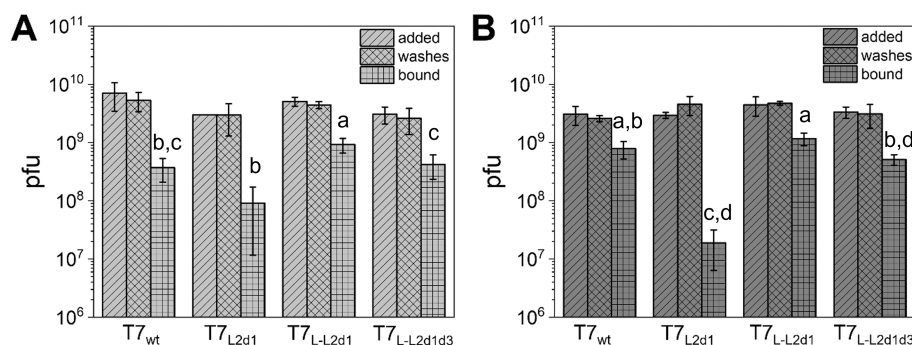 A
10¹¹
10¹⁰
10⁹
10⁸
10⁷
10⁶
pfu
added
washes
bound
b,c
b
a
c
T7wt
T7L2d1
T7L-L2d1
T7L-L2d1d3
B
10¹¹
10¹⁰
10⁹
10⁸
10⁷
10⁶
pfu
added
washes
bound
a,b
c,d
a
b,d
T7wt
T7L2d1
T7L-L2d1
T7L-L2d1d3